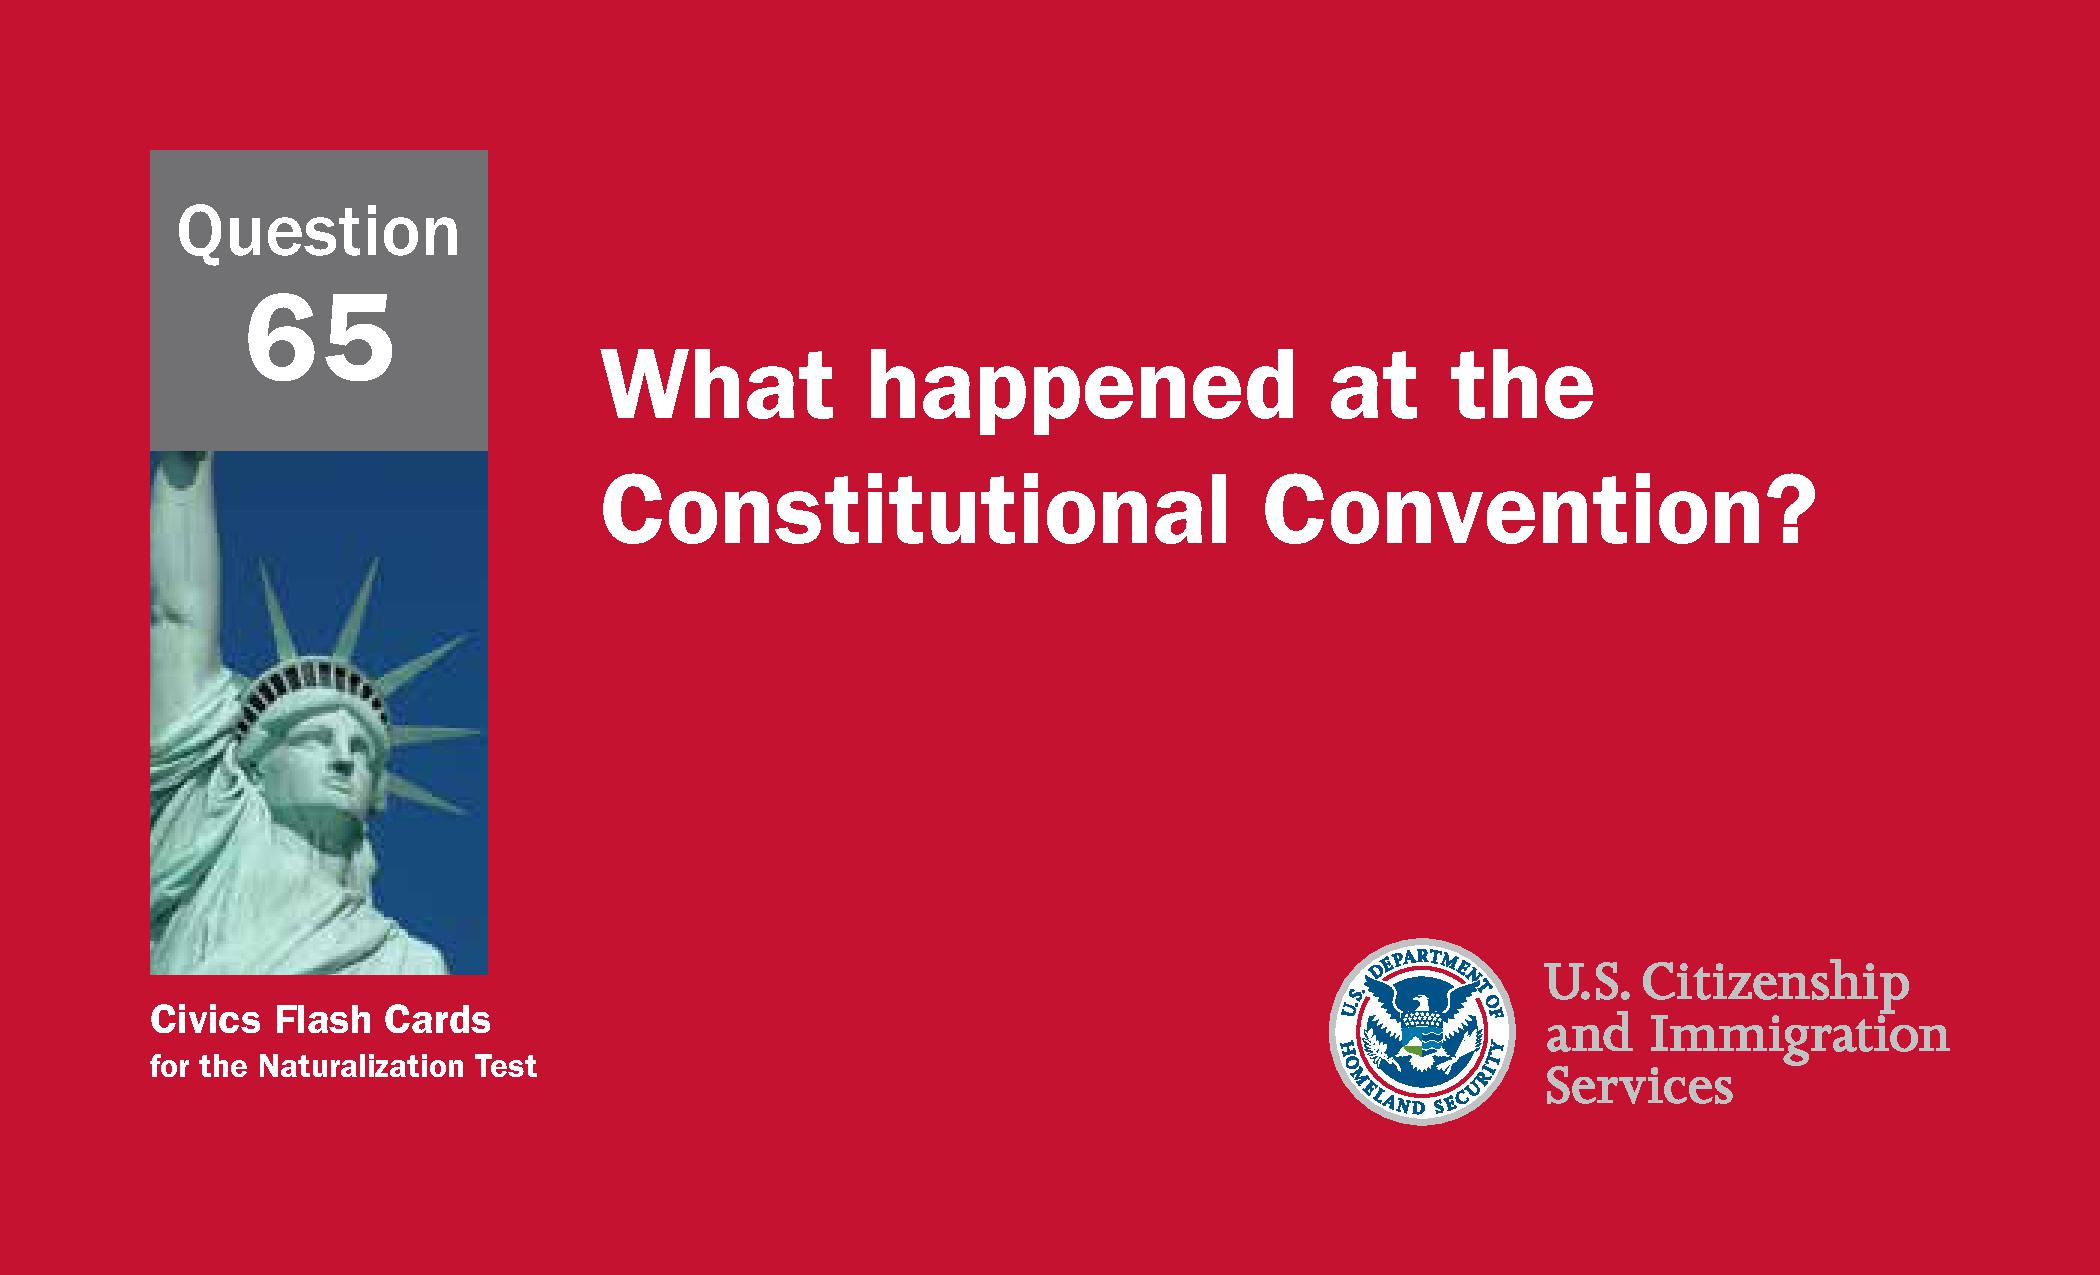 Question
65
What happened at the
Constitutional Convention?
Civics Flash Cards
for the Naturalization Test
U.S. DEPARTMENT OF
HOMELAND SECURITY
U.S. Citizenship
and Immigration
Services